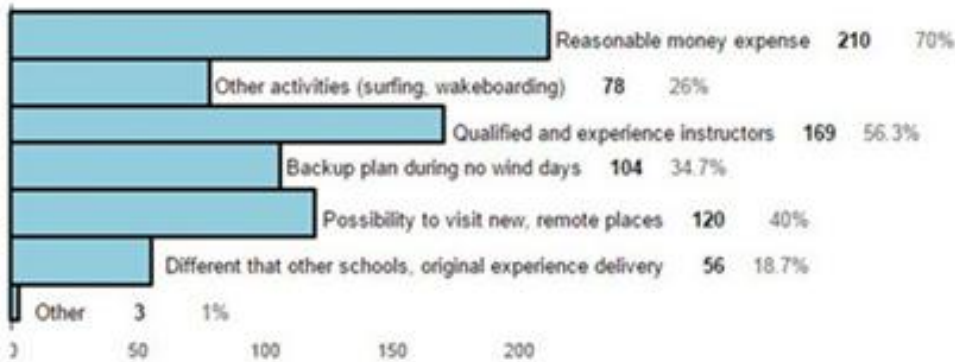 Reasonable money expense 210 70%
Other activities (surfing, wakeboarding) 78 26%
Qualified and experience instructors 169 56.3%
Backup plan during no wind days 104 34.7%
Possibility to visit new, remote places 120 40%
Different that other schools, original experience delivery 56 18.7%
Other 3 1%
0 50 100 150 200